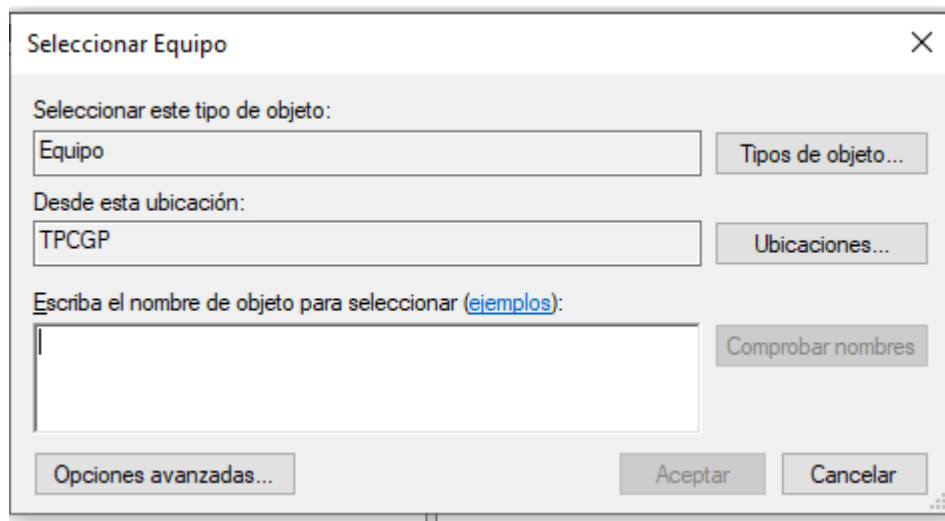 Seleccionar Equipo
Seleccionar este tipo de objeto:
Equipo
Tipos de objeto...
Desde esta ubicación:
TPCGP
Ubicaciones...
Escriba el nombre de objeto para seleccionar (ejemplos):
Comprobar nombres
Opciones avanzadas...
Aceptar
Cancelar